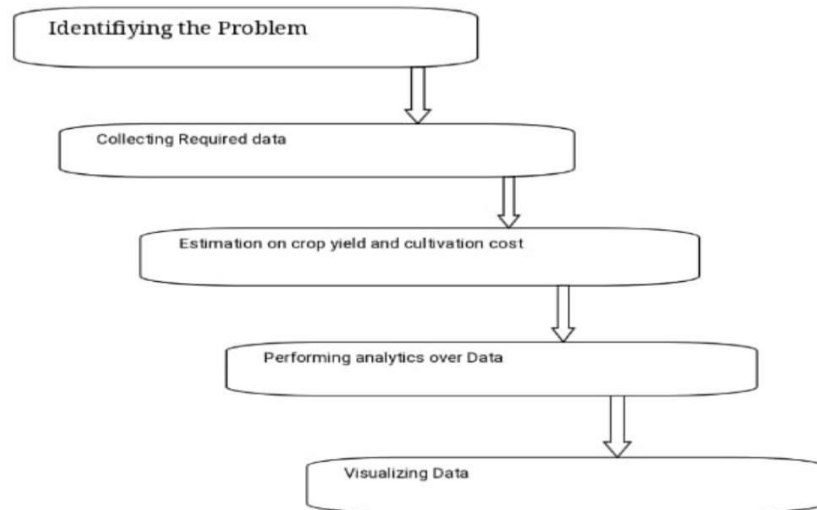 Identifiying the Problem
Collecting Required data
Estimation on crop yield and cultivation cost
Performing analytics over Data
Visualizing Data